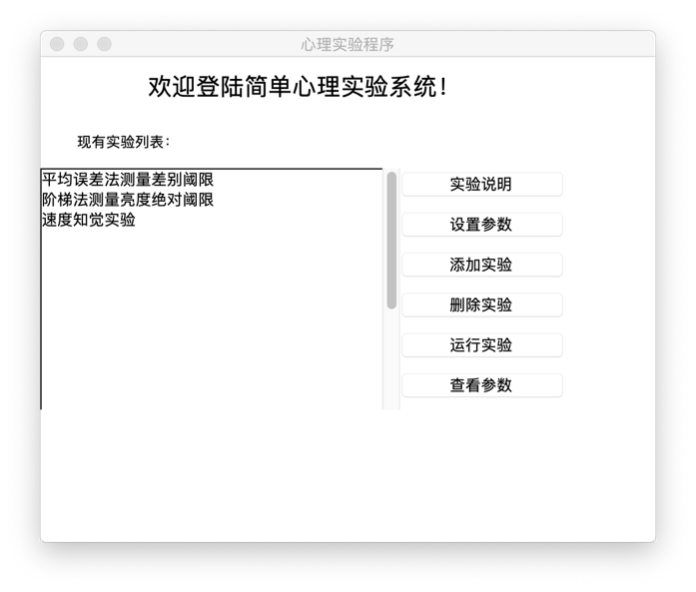 心理实验程序
欢迎登陆简单心理实验系统！
现有实验列表：
平均误差法测量差别阈限
阶梯法测量亮度绝对阈限
速度知觉实验
实验说明
设置参数
添加实验
删除实验
运行实验
查看参数